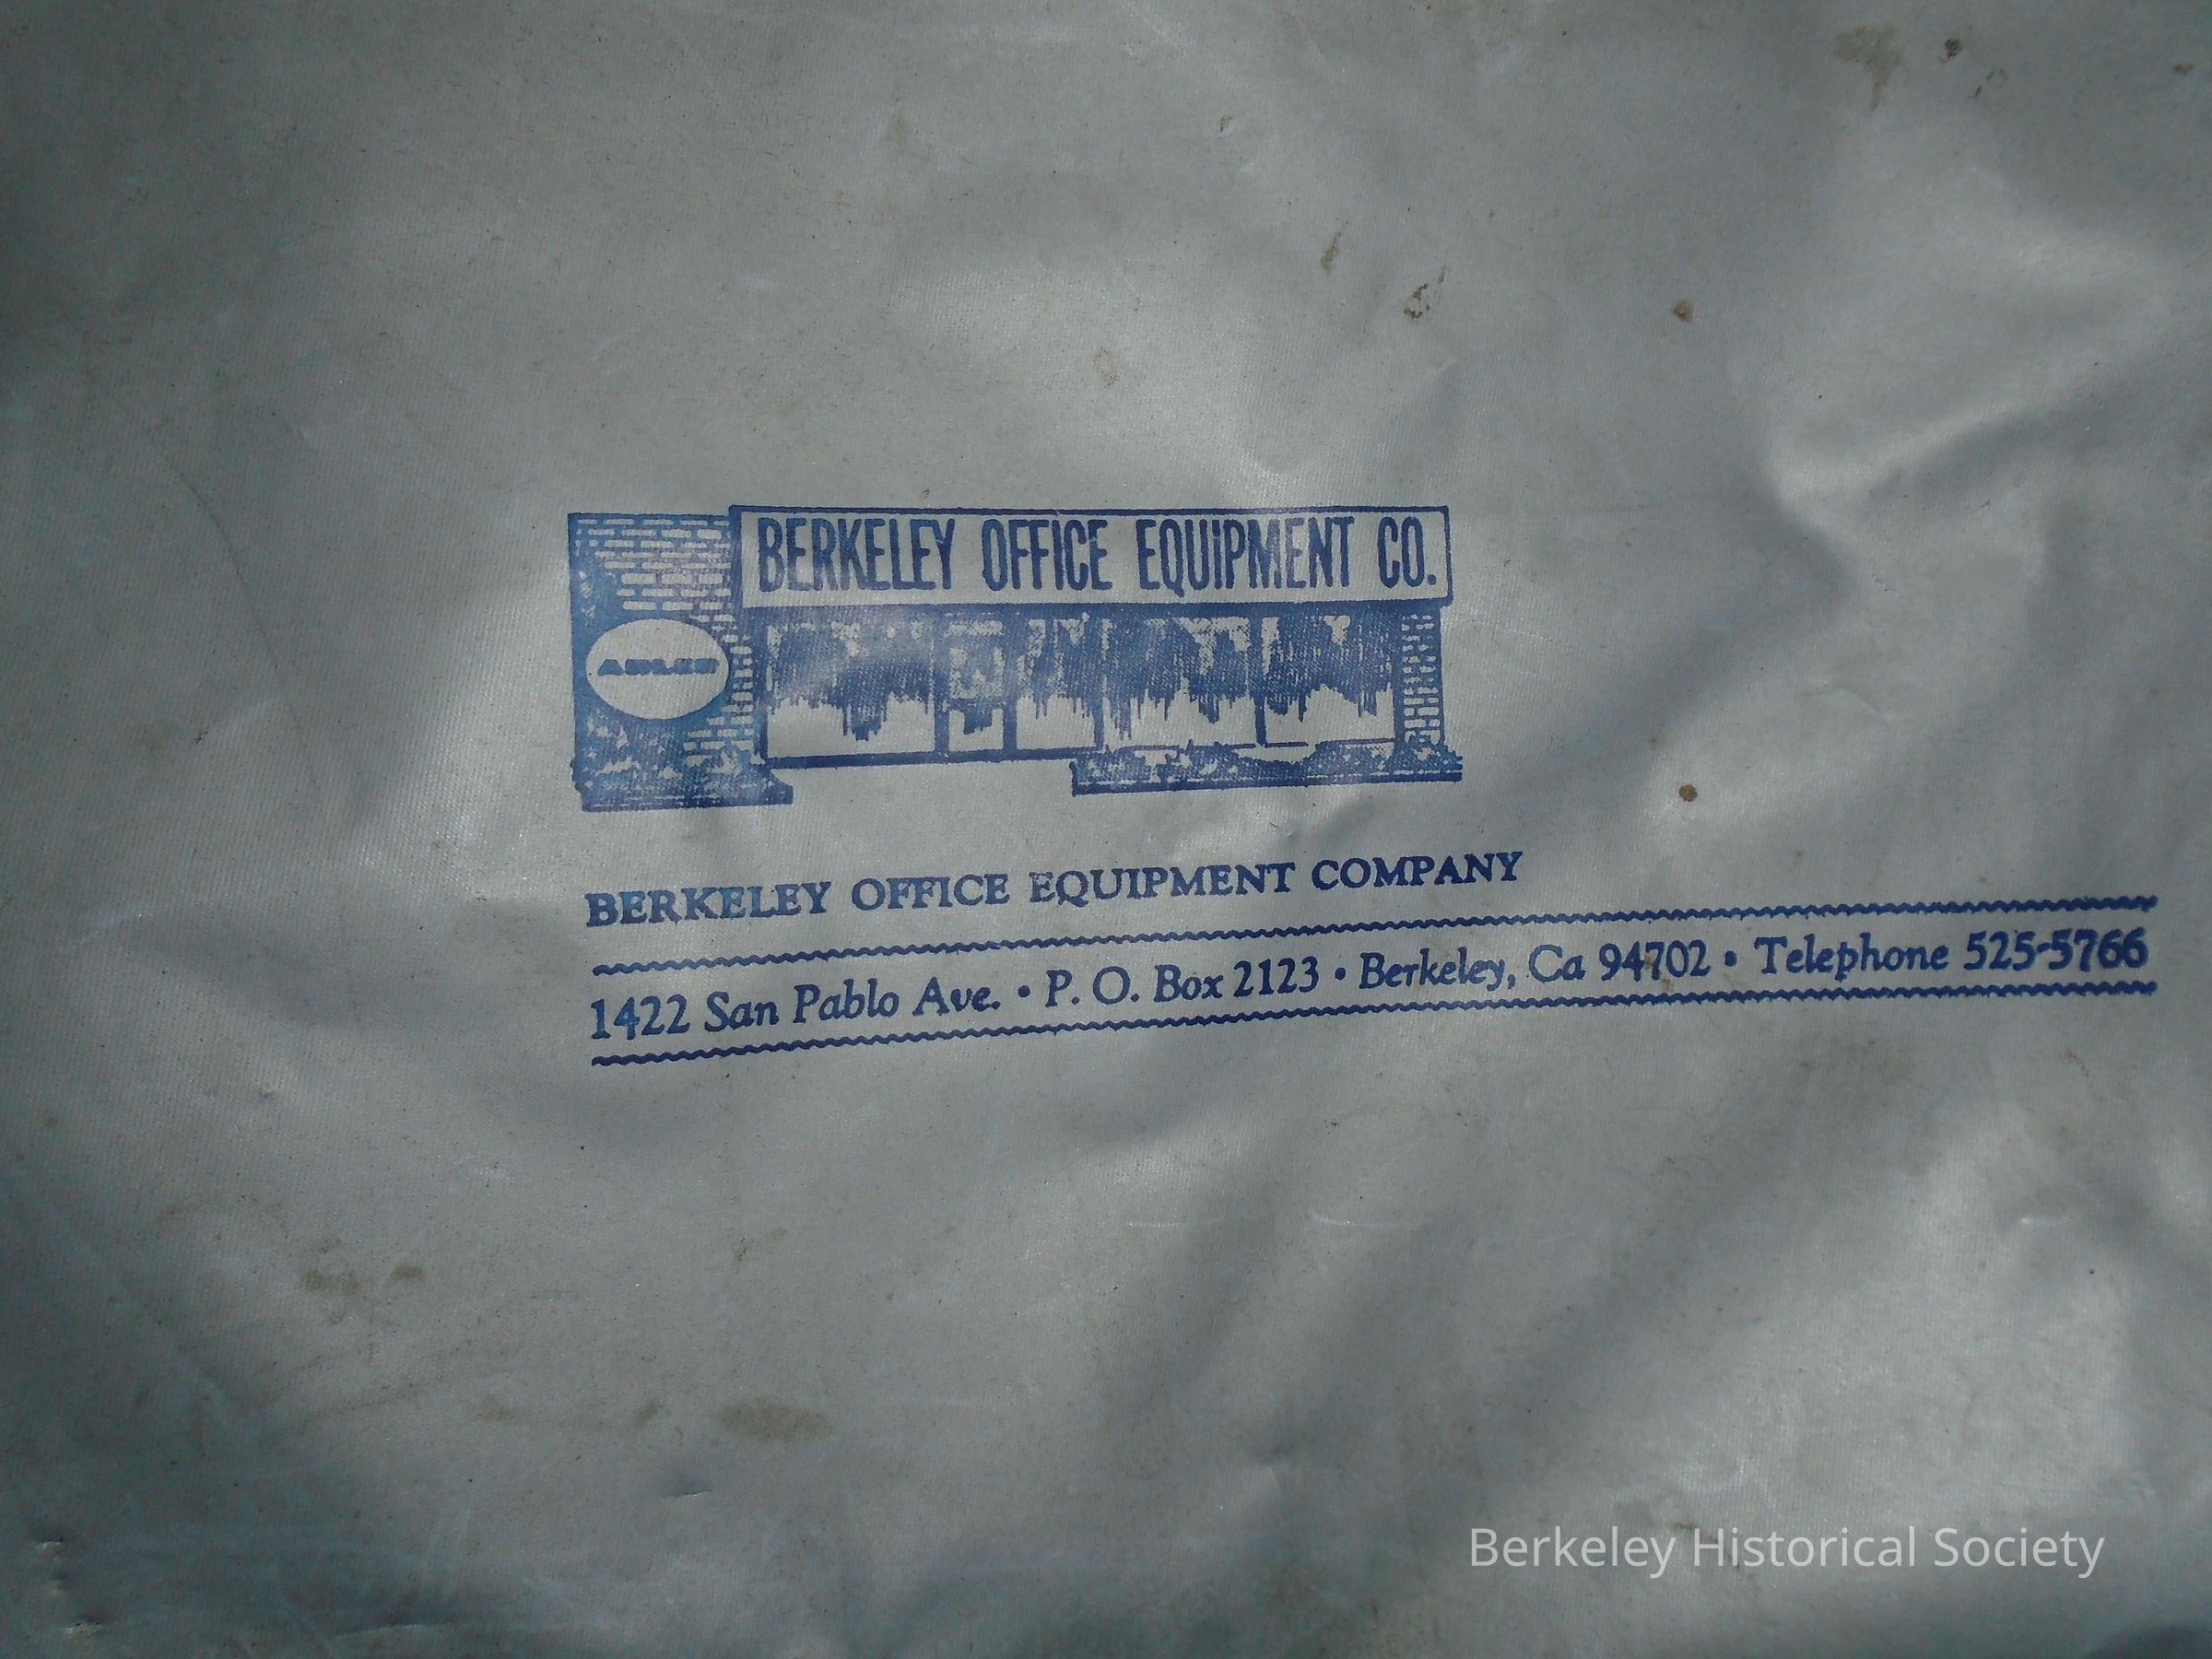 BERKELEY OFFICE EQUIPMENT CO.
ADLER
BERKELEY OFFICE EQUIPMENT COMPANY
1422 San Pablo Ave. • P. O. Box 2123 • Berkeley, Ca 94702 • Telephone 525-5766
Berkeley Historical Society